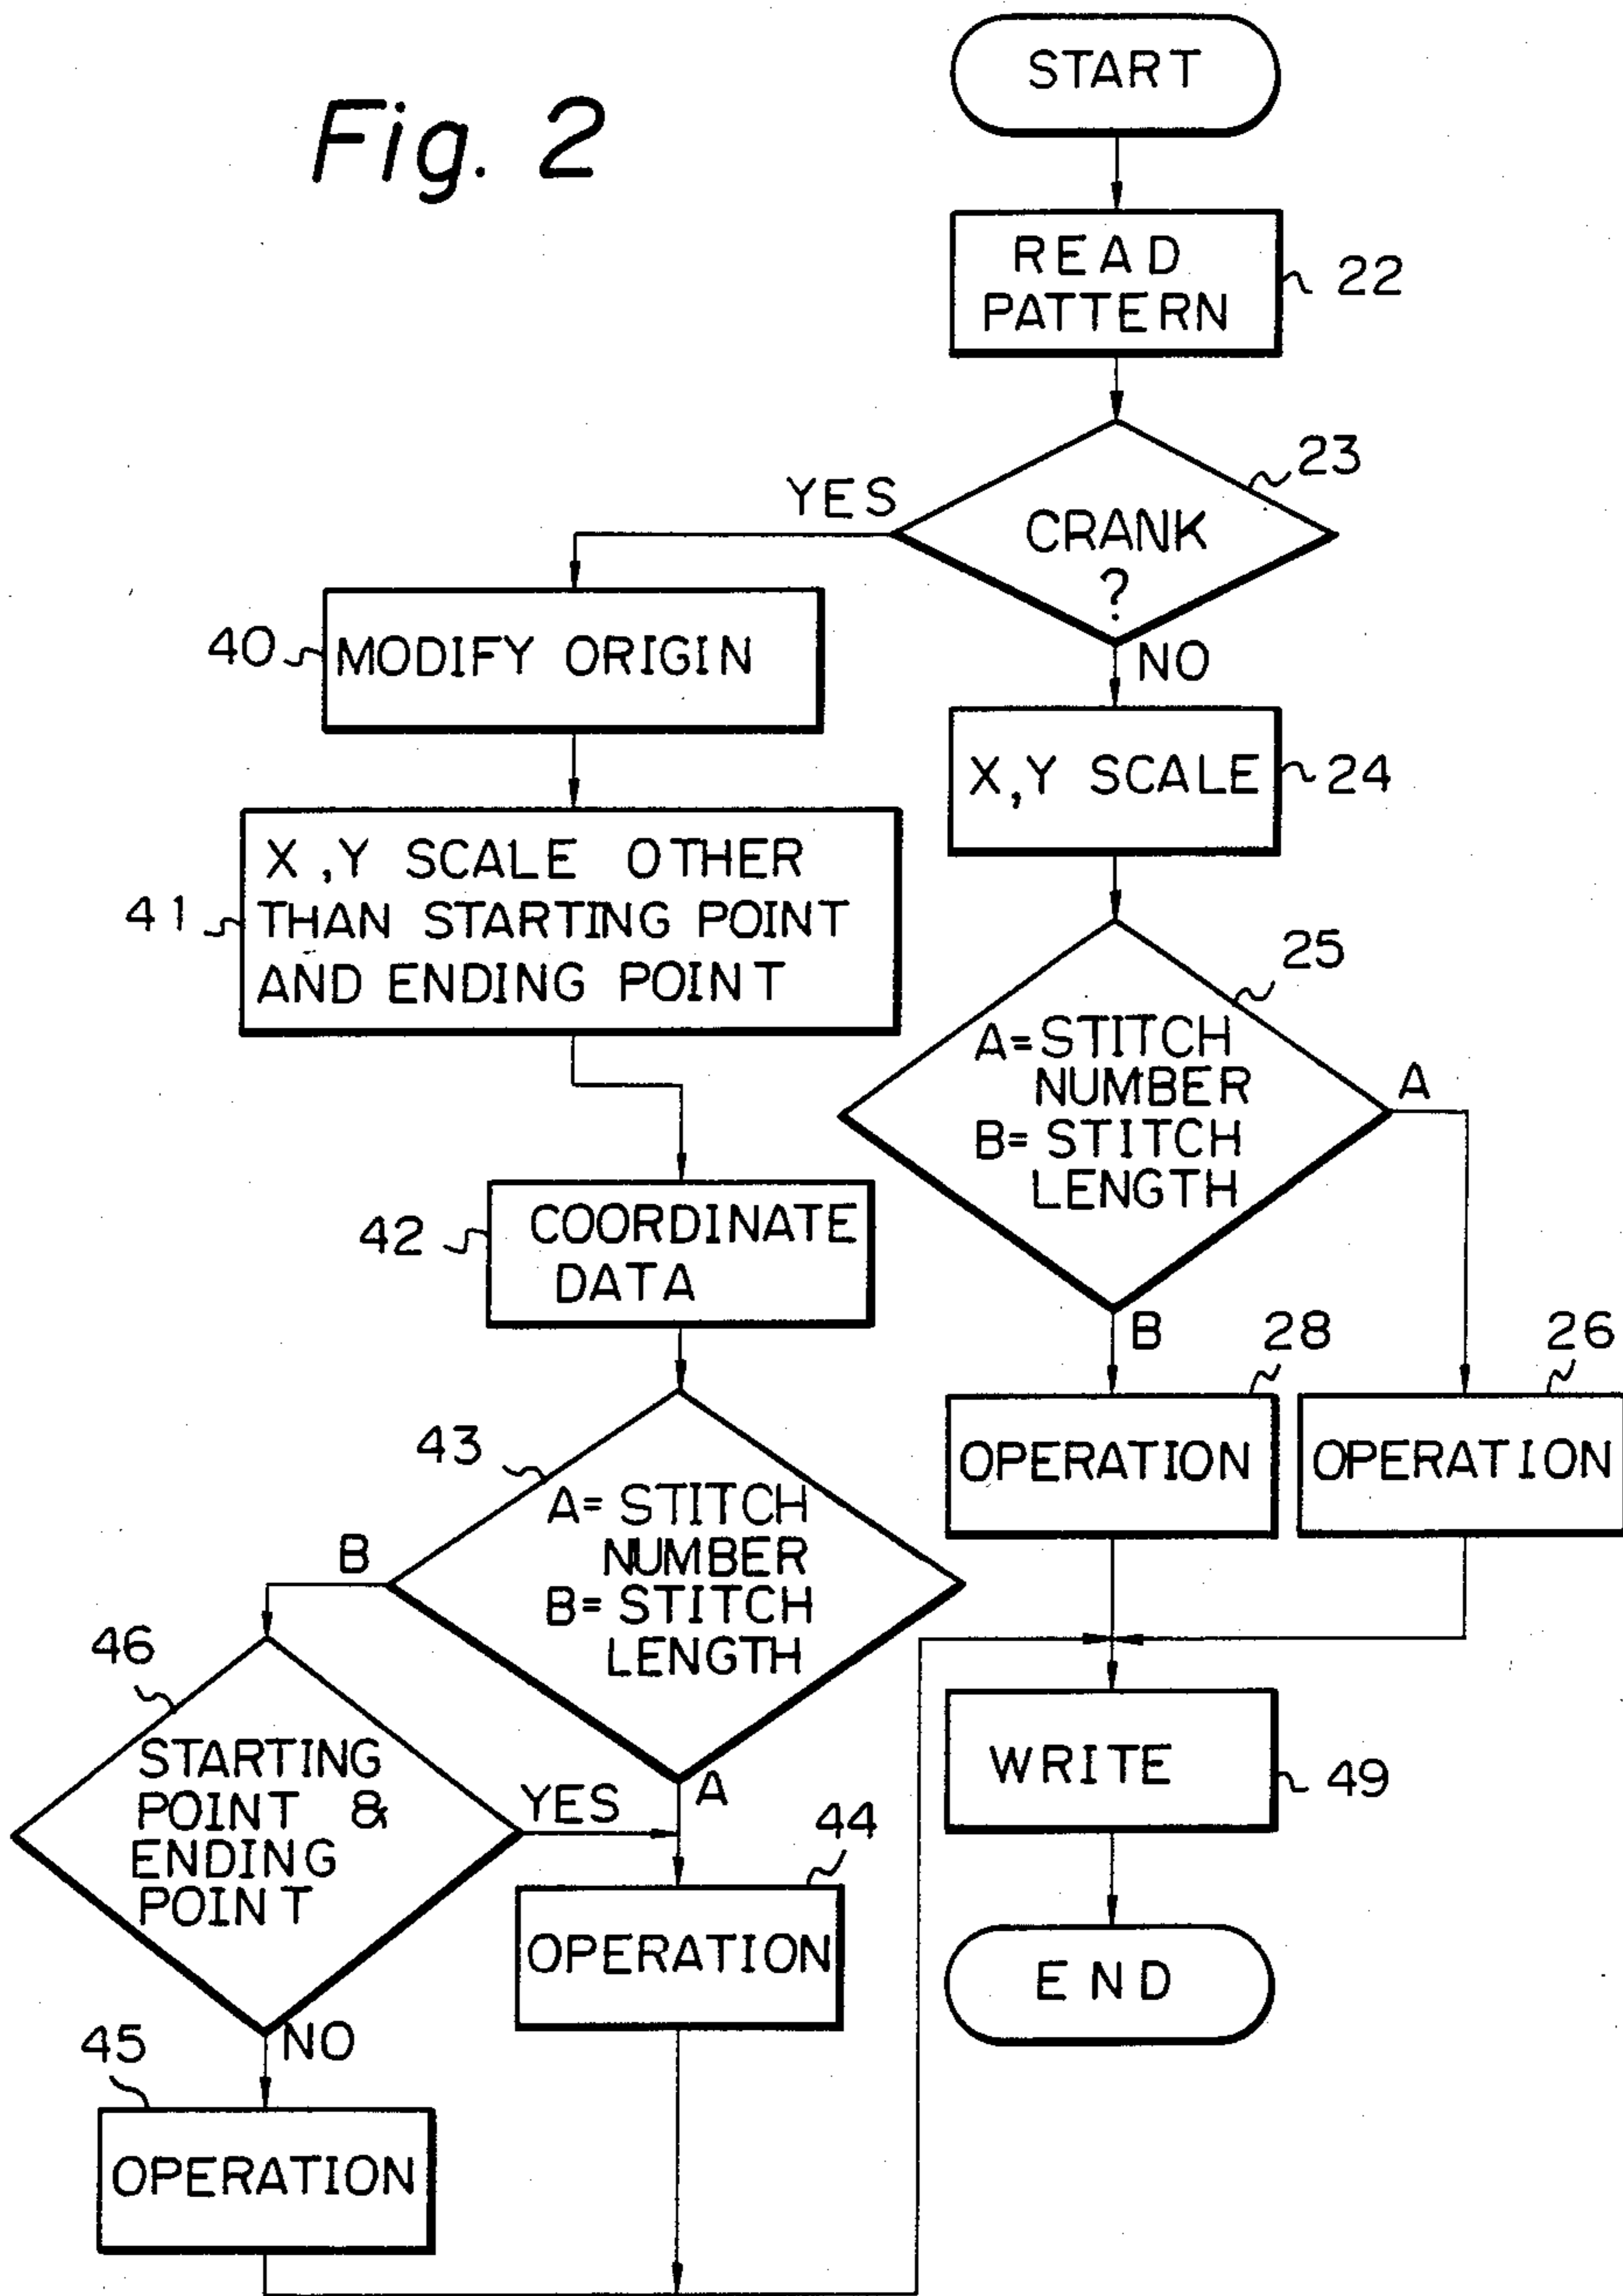 Fig. 2
START
READ
PATTERN
22
23
CRANK
?
YES
NO
40
MODIFY ORIGIN
X,Y SCALE
24
41
X,Y SCALE OTHER
THAN STARTING POINT
AND ENDING POINT
25
A=STITCH
NUMBER
B=STITCH
LENGTH
A
B
42
COORDINATE
DATA
28
OPERATION
26
OPERATION
43
A=STITCH
NUMBER
B=STITCH
LENGTH
B
A
46
STARTING
POINT &
ENDING
POINT
YES
NO
44
OPERATION
WRITE
49
END
45
OPERATION